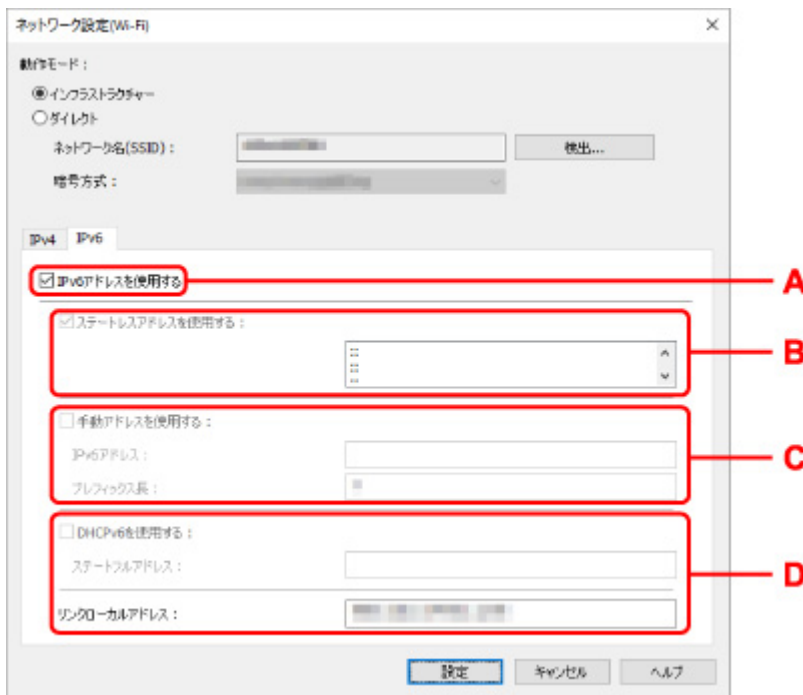 ネットワーク設定(Wi-Fi)
動作モード：
インフラストラクチャー
ダイレクト
ネットワーク名(SSID)：
検出...
暗号方式：
IPv4 IPv6
IPv6アドレスを使用する
A
ステートレスアドレスを使用する：
::
::
::
B
手動アドレスを使用する：
IPv6アドレス：
プレフィックス長：
C
DHCPv6を使用する：
ステートフルアドレス：
リンクローカルアドレス：
D
設定 キャンセル ヘルプ